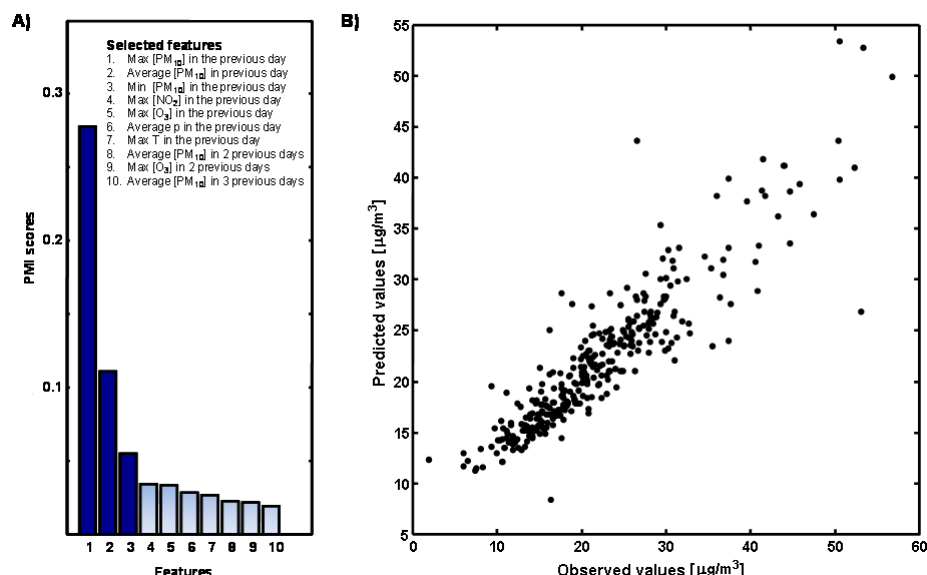 A)
Selected features
1. Max [PM10] in the previous day
2. Average [PM10] in previous day
3. Min [PM10] in the previous day
4. Max [NO2] in the previous day
5. Max [O3] in the previous day
6. Average p in the previous day
7. Max T in the previous day
8. Average [PM10] in 2 previous days
9. Max [O3] in 2 previous days
10. Average [PM10] in 3 previous days
0.3
0.2
0.1
PMI scores
1 2 3 4 5 6 7 8 9 10
Features
B)
55
50
45
40
35
30
25
20
15
10
5
Predicted values [µg/m³]
0 10 20 30 40 50 60
Observed values [µg/m³]